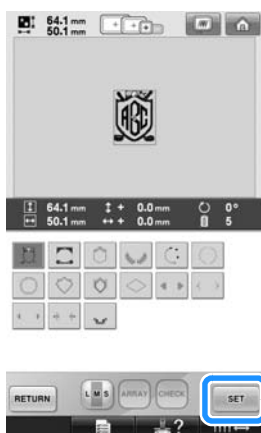 64.1 mm
50.1 mm
ABC
64.1 mm + 0.0 mm 0°
50.1 mm + 0.0 mm 5
RETURN L M S ARRAY CHECK SET
?